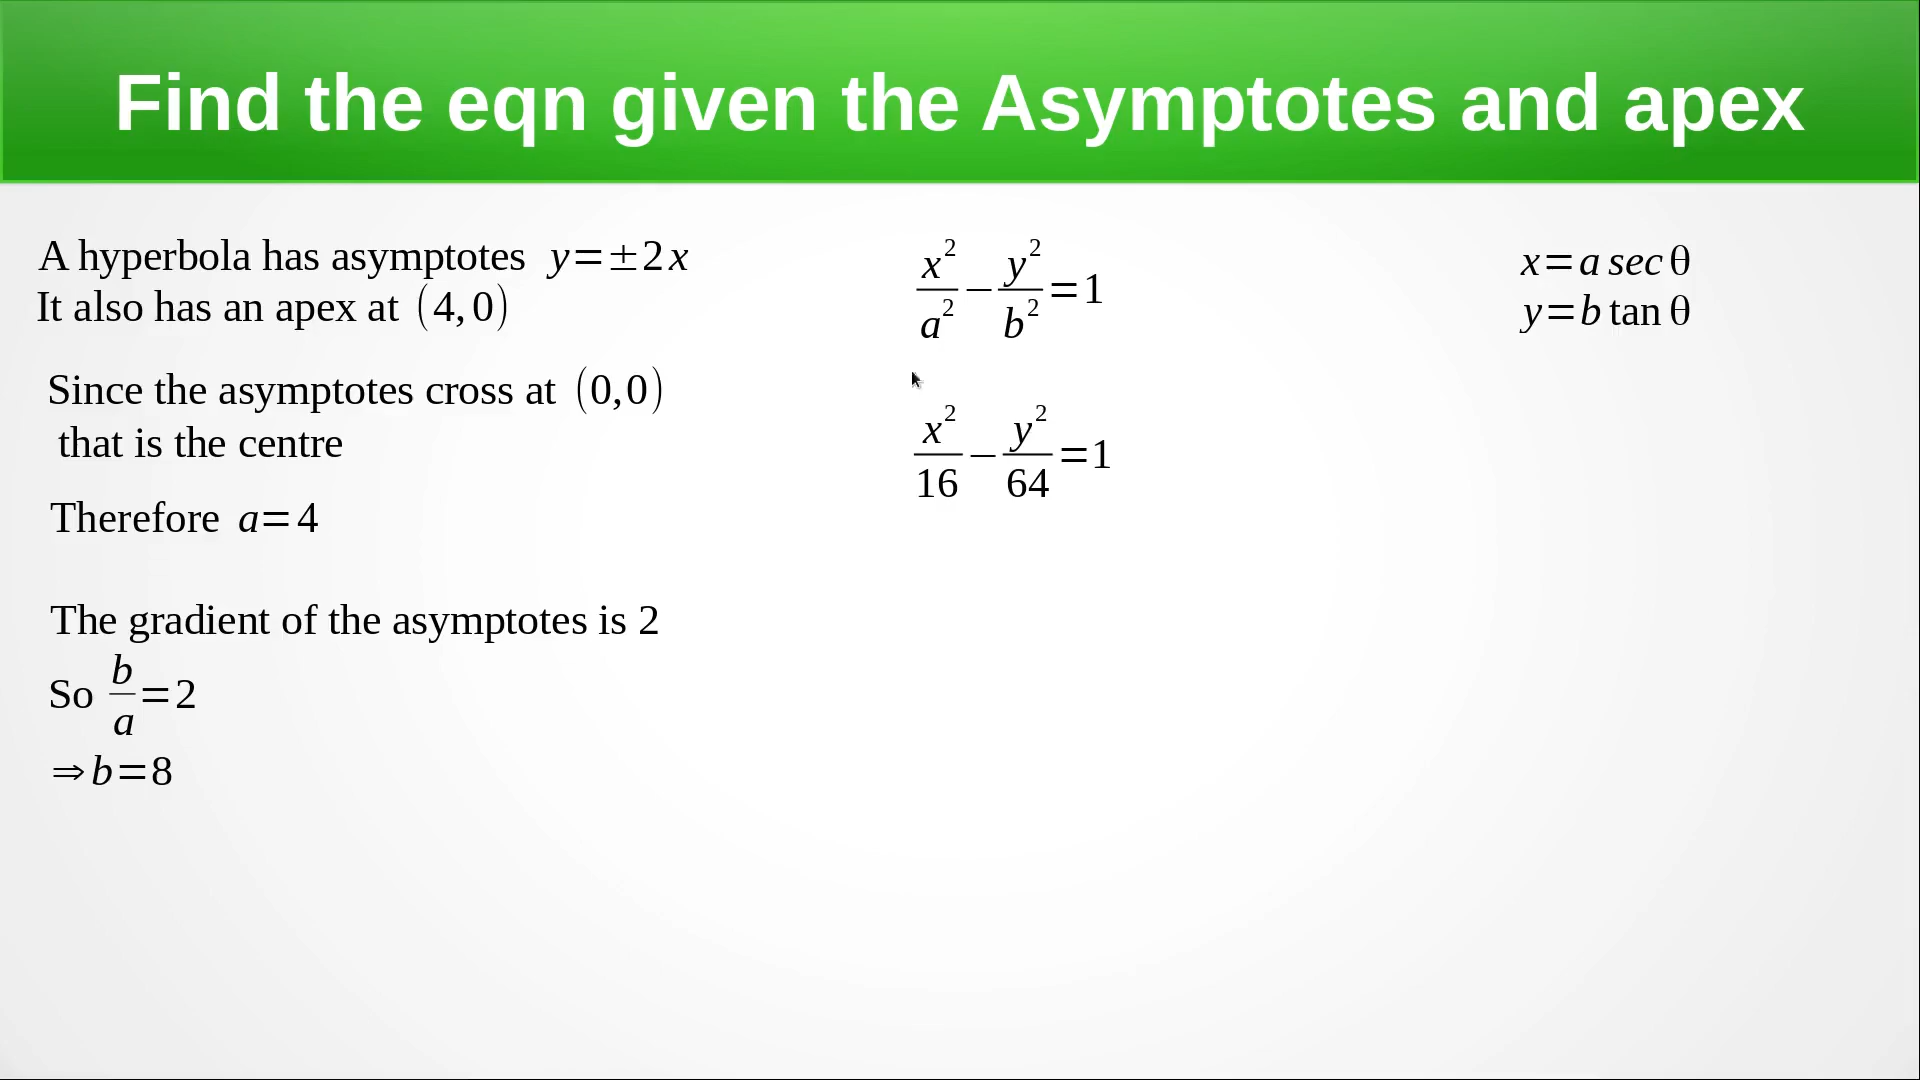 Find the eqn given the Asymptotes and apex
A hyperbola has asymptotes y=±2x
It also has an apex at (4,0)
Since the asymptotes cross at (0,0)
that is the centre
Therefore a=4
The gradient of the asymptotes is 2
So b/a=2
⇒b=8
x²/a²−y²/b²=1
x²/16−y²/64=1
x=a sec θ
y=b tan θ